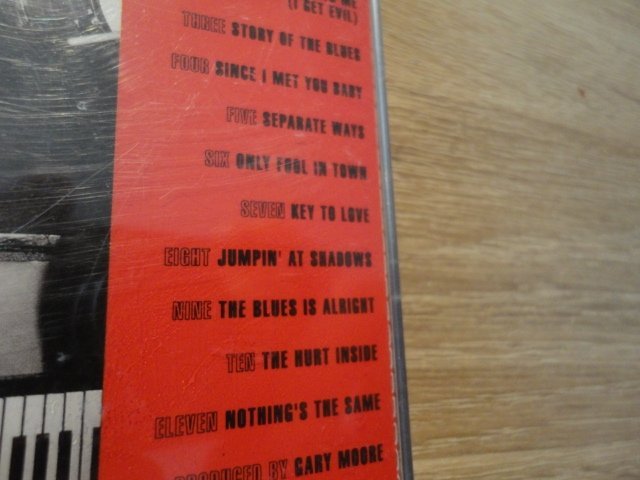 ME
(I GET EVIL)
THREE STORY OF THE BLUES
FOUR SINCE I MET YOU BABY
FIVE SEPARATE WAYS
SIX ONLY FOOL IN TOWN
SEVEN KEY TO LOVE
EIGHT JUMPIN' AT SHADOWS
NINE THE BLUES IS ALRIGHT
TEN THE HURT INSIDE
ELEVEN NOTHING'S THE SAME
PRODUCED BY GARY MOORE